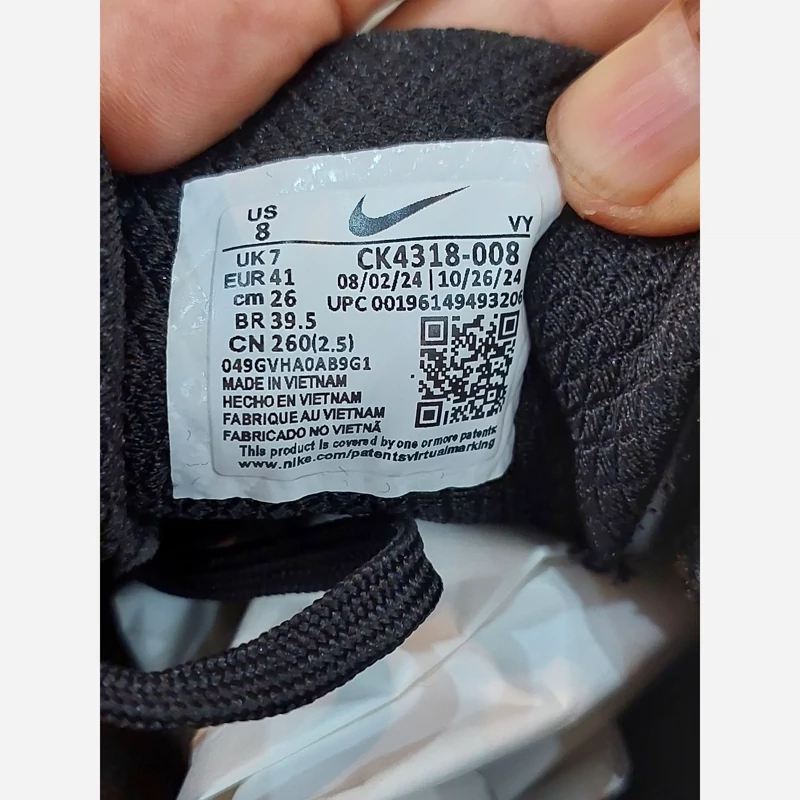 US
8
VY
UK 7
CK4318-008
EUR 41
08/02/24 | 10/26/24
cm 26
UPC 00196149493206
BR 39.5
CN 260(2.5)
049GVHA0AB9G1
MADE IN VIETNAM
HECHO EN VIETNAM
FABRIQUE AU VIETNAM
FABRICADO NO VIETNÃ
This product is covered by one or more patents.
www.nike.com/patentsvirtualmarking